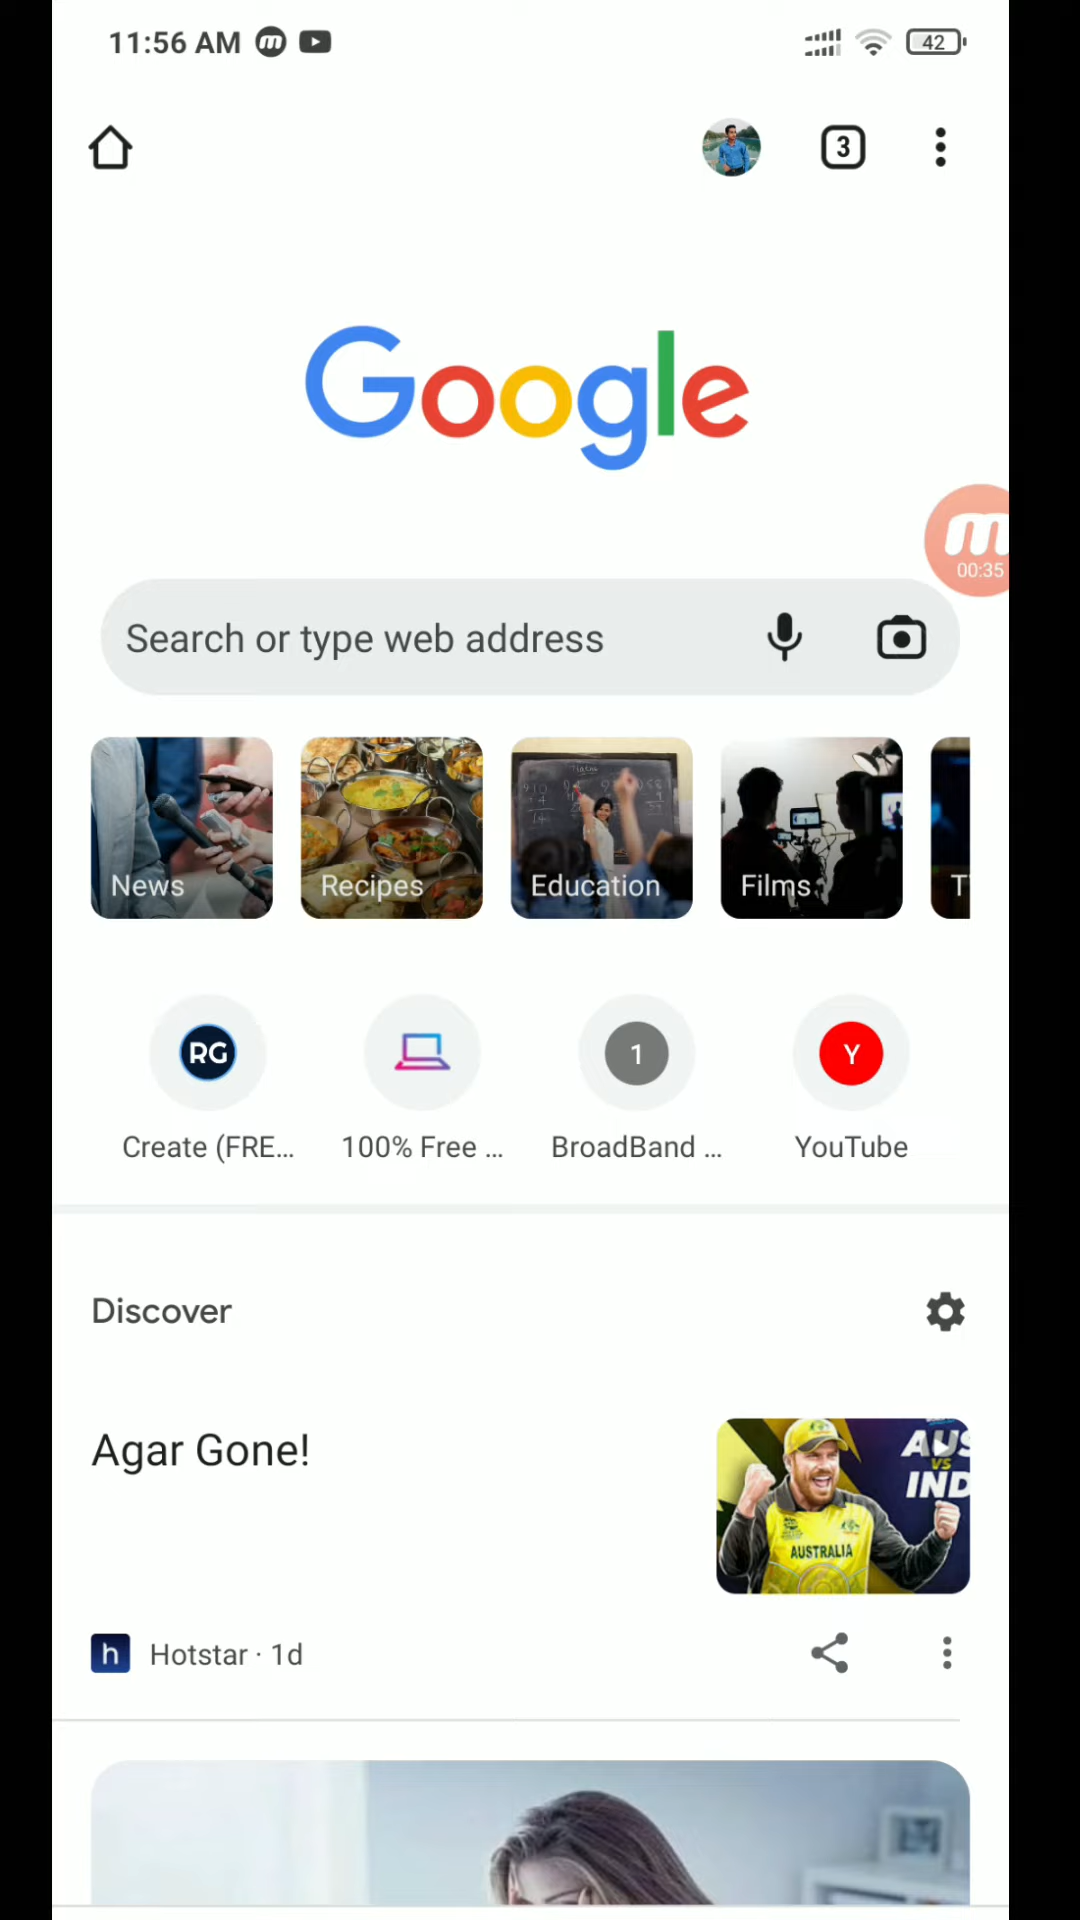 11:56 AM
42
3
Google
00:35
Search or type web address
News
Recipes
Education
Films
RG
1
Y
Create (FRE...
100% Free ...
BroadBand ...
YouTube
Discover
Agar Gone!
AUS
VS
IND
AUSTRALIA
h
Hotstar · 1d